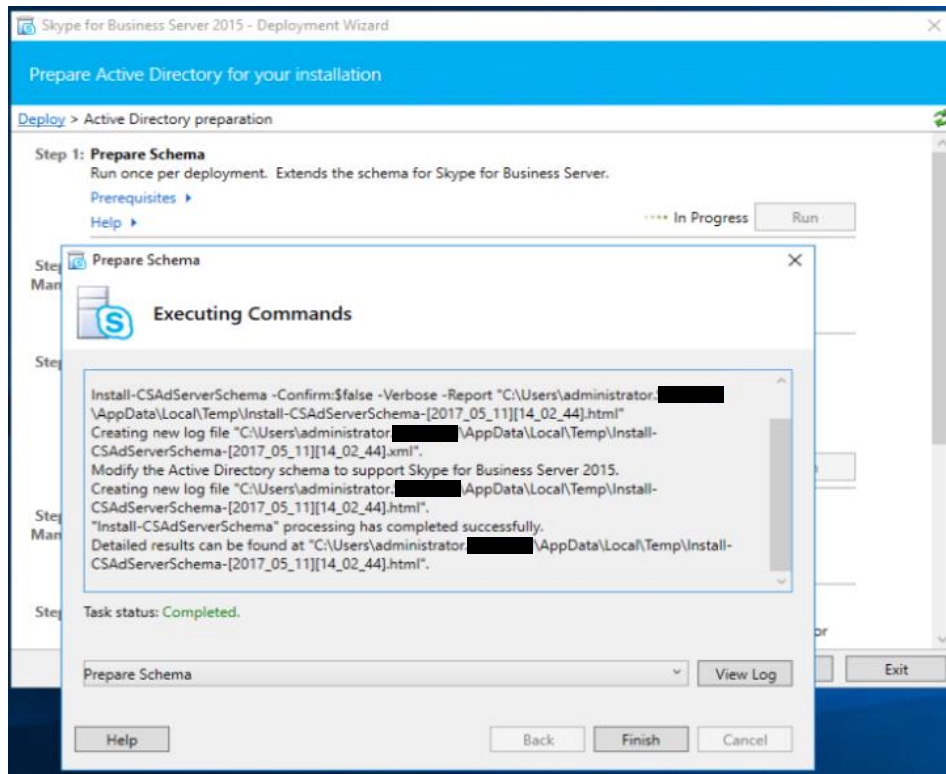 Skype for Business Server 2015 - Deployment Wizard
Prepare Active Directory for your installation
Deploy > Active Directory preparation
Step 1: Prepare Schema
Run once per deployment. Extends the schema for Skype for Business Server.
Prerequisites
Help
In Progress Run
Prepare Schema
Man
Executing Commands
Install-CSAdServerSchema -Confirm:$false -Verbose -Report "C:\Users\administrator.
\AppData\Local\Temp\Install-CSAdServerSchema-[2017_05_11][14_02_44].html"
Creating new log file "C:\Users\administrator. \AppData\Local\Temp\Install-
CSAdServerSchema-[2017_05_11][14_02_44].xml".
Modify the Active Directory schema to support Skype for Business Server 2015.
Creating new log file "C:\Users\administrator. \AppData\Local\Temp\Install-
CSAdServerSchema-[2017_05_11][14_02_44].html".
"Install-CSAdServerSchema" processing has completed successfully.
Man
Detailed results can be found at "C:\Users\administrator. \AppData\Local\Temp\Install-
CSAdServerSchema-[2017_05_11][14_02_44].html".
Task status: Completed.
or
Prepare Schema View Log
Exit
Help Back Finish Cancel